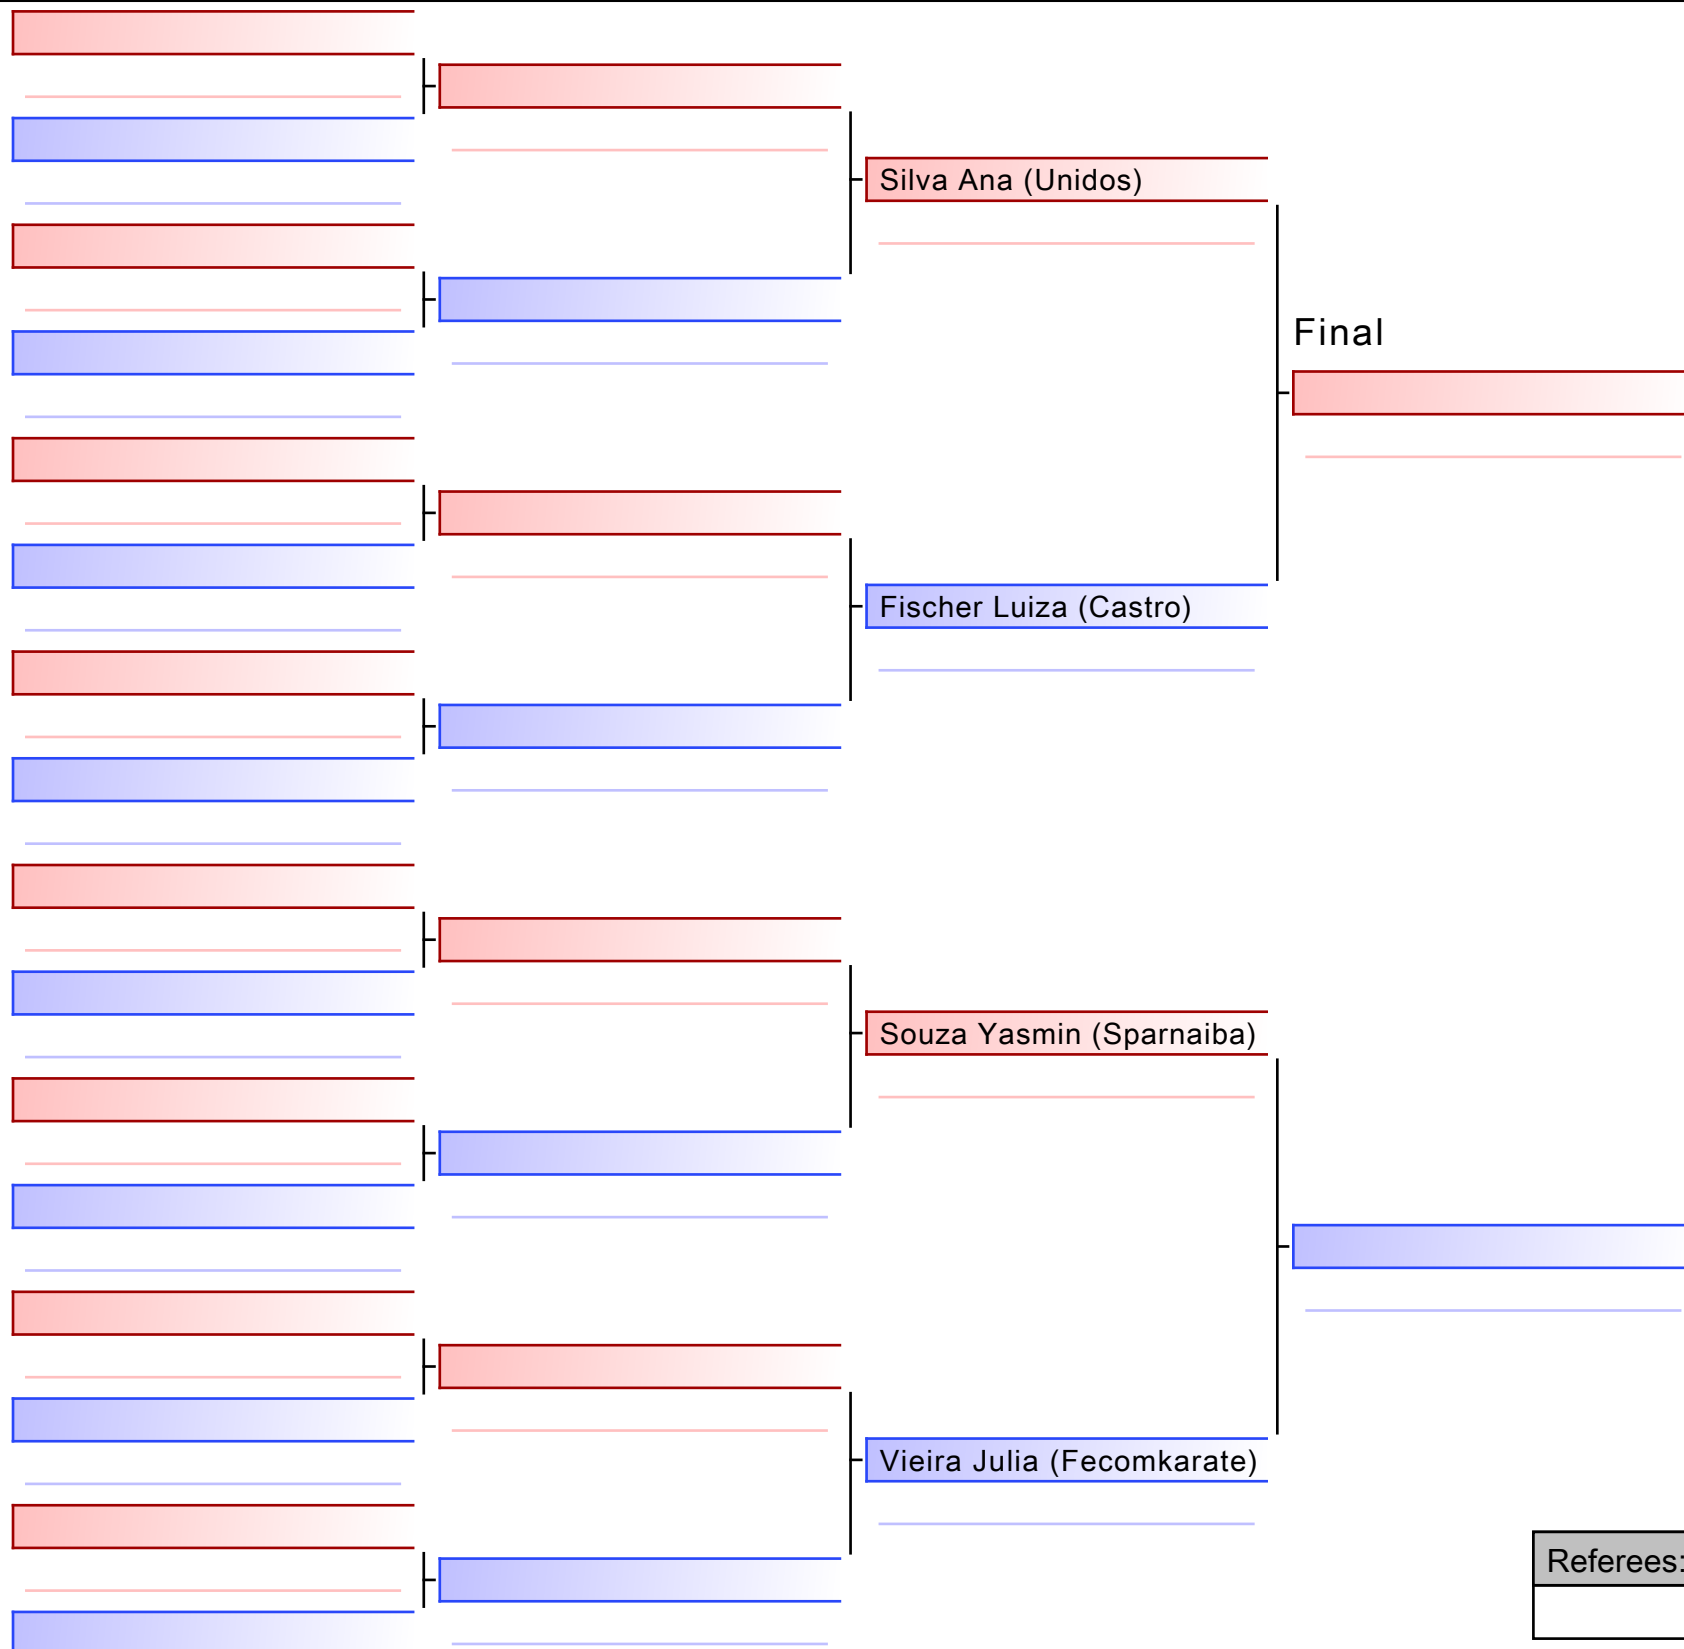 Silva Ana (Unidos)
Final
Fischer Luiza (Castro)
Souza Yasmin (Sparnaiba)
Vieira Julia (Fecomkarate)
Referees: